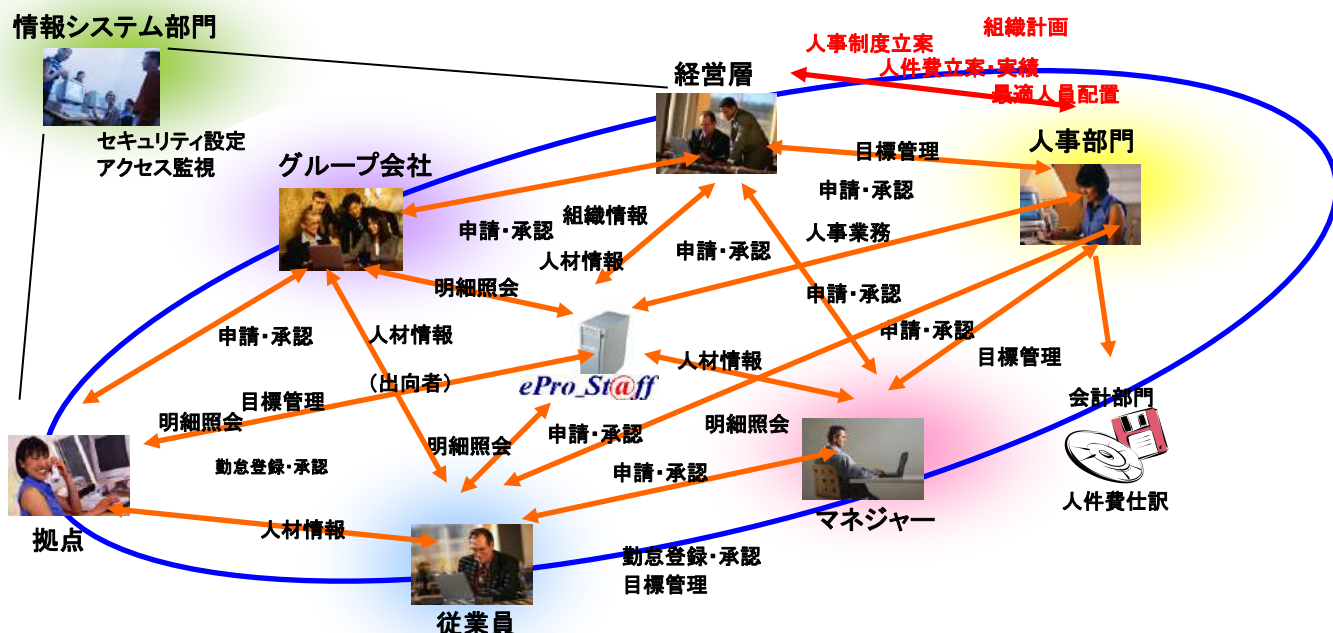 情報システム部門
組織計画
人事制度立案
人件費立案・実績
経営層
最適人員配置
セキュリティ設定
アクセス監視
人事部門
目標管理
グループ会社
申請・承認
組織情報
申請・承認
人事業務
申請・承認
人材情報
明細照会
申請・承認
申請・承認
人材情報
申請・承認
人材情報
目標管理
(出向者)
ePro_St@ff
会計部門
目標管理
明細照会
明細照会
申請・承認
明細照会
勤怠登録・承認
申請・承認
人件費仕訳
マネジャー
人材情報
拠点
勤怠登録・承認
目標管理
従業員